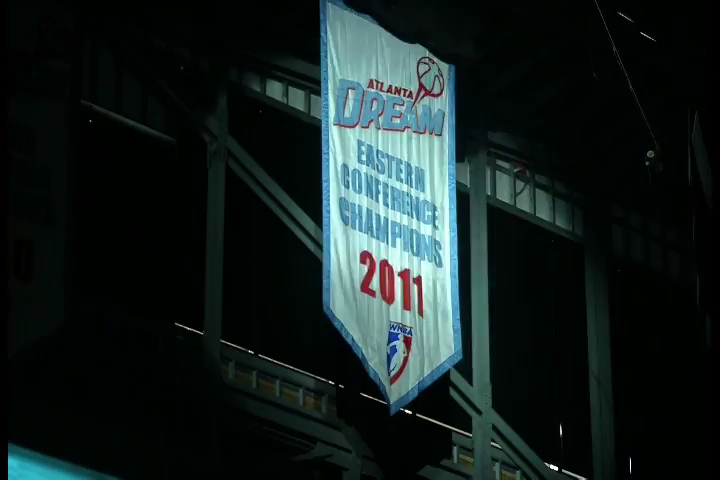 ATLANTA
DREAM
EASTERN
CONFERENCE
CHAMPIONS
2011
WNBA